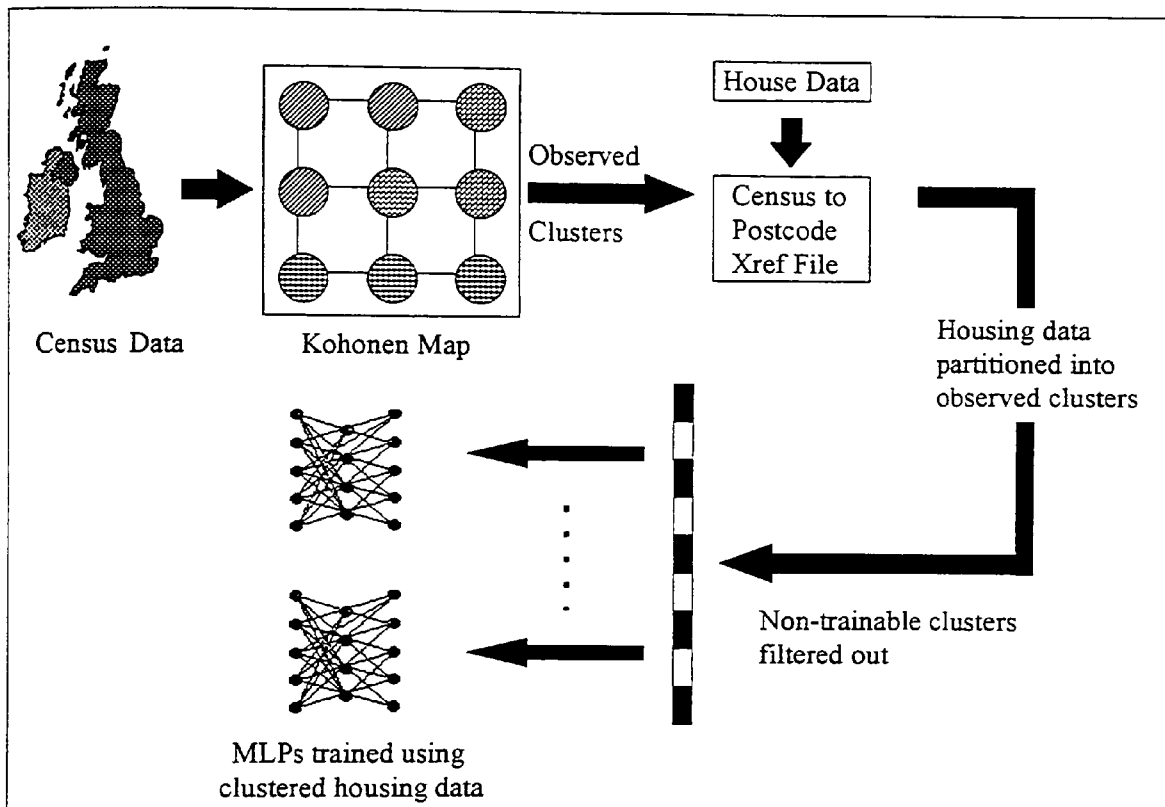 House Data
Observed
Clusters
Census to
Postcode
Xref File
Census Data
Kohonen Map
Housing data
partitioned into
observed clusters
Non-trainable clusters
filtered out
MLPs trained using
clustered housing data